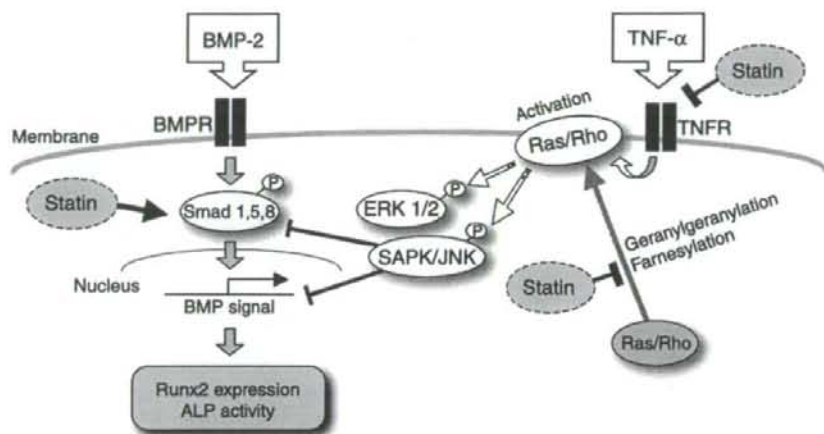 BMP-2
TNF-α
Statin
Activation
BMPR
TNFR
Membrane
Ras/Rho
P
P
Statin
Smad 1,5,8
ERK 1/2
P
SAPK/JNK
Geranylgeranylation
Farnesylation
Nucleus
Statin
BMP signal
Ras/Rho
Runx2 expression
ALP activity